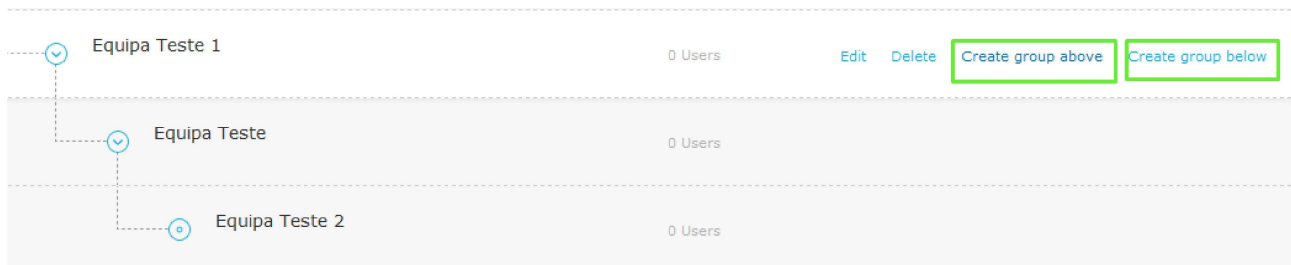 Equipa Teste 1 0 Users Edit Delete Create group above Create group below
Equipa Teste 0 Users
Equipa Teste 2 0 Users